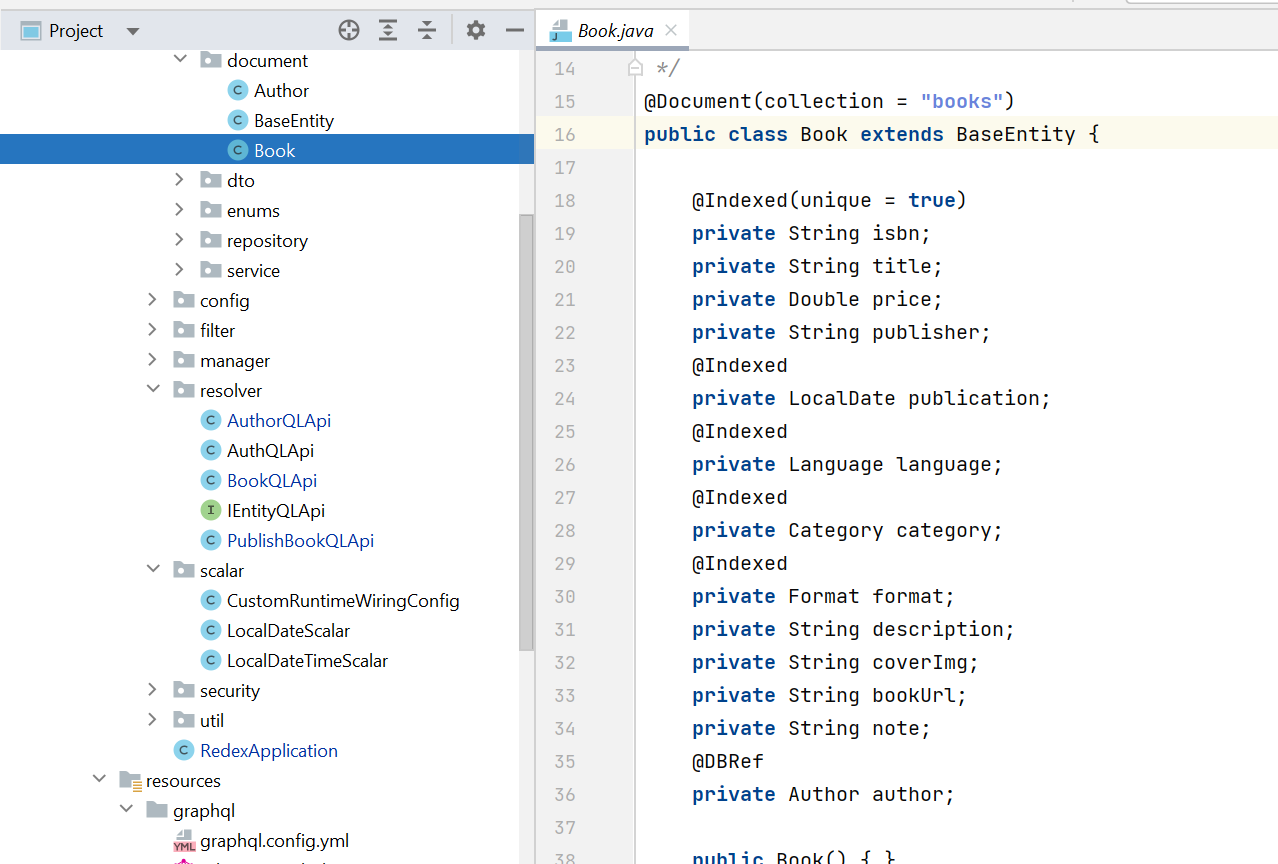 Project
document
Author
BaseEntity
Book
dto
enums
repository
service
config
filter
manager
resolver
AuthorQLApi
AuthQLApi
BookQLApi
IEntityQLApi
PublishBookQLApi
scalar
CustomRuntimeWiringConfig
LocalDateScalar
LocalDateTimeScalar
security
util
RedexApplication
resources
graphql
graphql.config.yml
Book.java
14 */
15 @Document(collection = "books")
16 public class Book extends BaseEntity {
17
18 @Indexed(unique = true)
19 private String isbn;
20 private String title;
21 private Double price;
22 private String publisher;
23 @Indexed
24 private LocalDate publication;
25 @Indexed
26 private Language language;
27 @Indexed
28 private Category category;
29 @Indexed
30 private Format format;
31 private String description;
32 private String coverImg;
33 private String bookUrl;
34 private String note;
35 @DBRef
36 private Author author;
37
38 public Book() { }